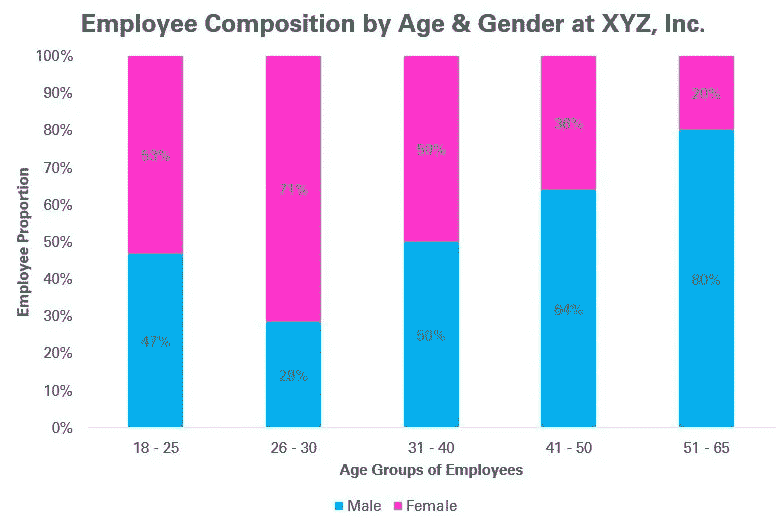 Employee Composition by Age & Gender at XYZ, Inc.
100%
90%
80%
70%
60%
50%
40%
30%
20%
10%
0%
Employee Proportion
53%
47%
71%
29%
50%
50%
36%
64%
20%
80%
18 - 25
26 - 30
31 - 40
41 - 50
51 - 65
Age Groups of Employees
Male
Female